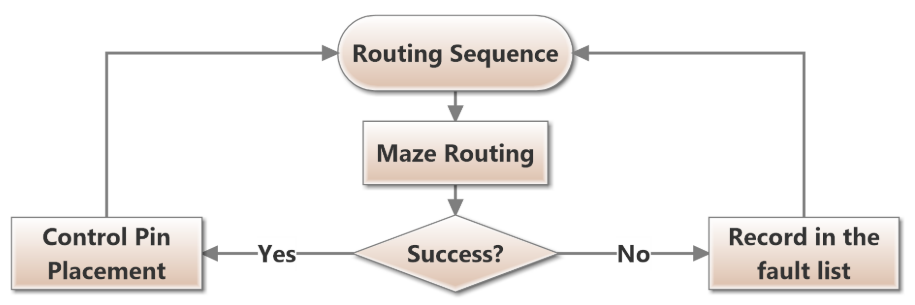 Routing Sequence
Maze Routing
Control Pin
Placement
Yes
Success?
No
Record in the
fault list